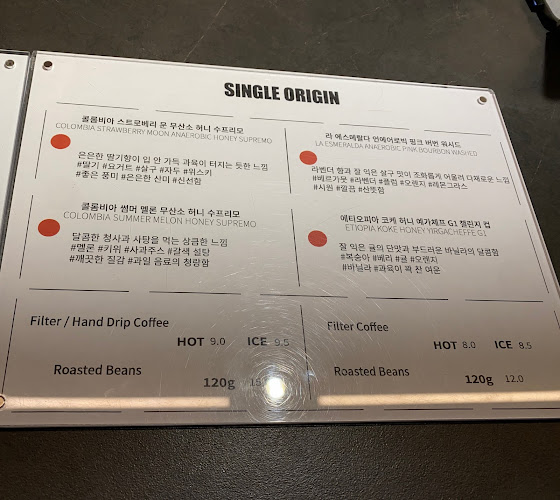 SINGLE ORIGIN
콜롬비아 스트로베리 문 무산소 허니 수프리모
COLOMBIA STRAWBERRY MOON ANAEROBIC HONEY SUPREMO
은은한 딸기향이 입 안 가득 과육이 터지는 듯한 느낌
#딸기 #요거트 #살구 #자두 #위스키
#좋은 풍미 #은은한 산미 #신선함
콜롬비아 썸머 멜론 무산소 허니 수프리모
COLOMBIA SUMMER MELON HONEY SUPREMO
달콤한 청사과 사탕을 먹는 상큼한 느낌
#멜론 #키위 #사과주스 #갈색 설탕
#깨끗한 질감 #과일 음료의 청량함
Filter / Hand Drip Coffee
HOT 9.0 ICE 9.5
Roasted Beans
120g
라 에스메랄다 언에어로빅 핑크 버번 워시드
LA ESMERALDA ANAEROBIC PINK BOURBON WASHED
라벤더 향과 잘 익은 살구 맛이 조화롭게 어울려 다채로운 느낌
#베르가못 #라벤더 #플럼 #오렌지 #레몬그라스
#시원 #깔끔 #산뜻함
에티오피아 코케 허니 예가체프 G1 챌린지 컵
ETIOPIA KOKE HONEY YIRGACHEFFE G1
잘 익은 귤의 단맛과 부드러운 바닐라의 달콤함
#복숭아 #베리 #귤 #오렌지
#바닐라 #과육이 꽉 찬 여운
Filter Coffee
HOT 8.0 ICE 8.5
Roasted Beans
120g 12.0